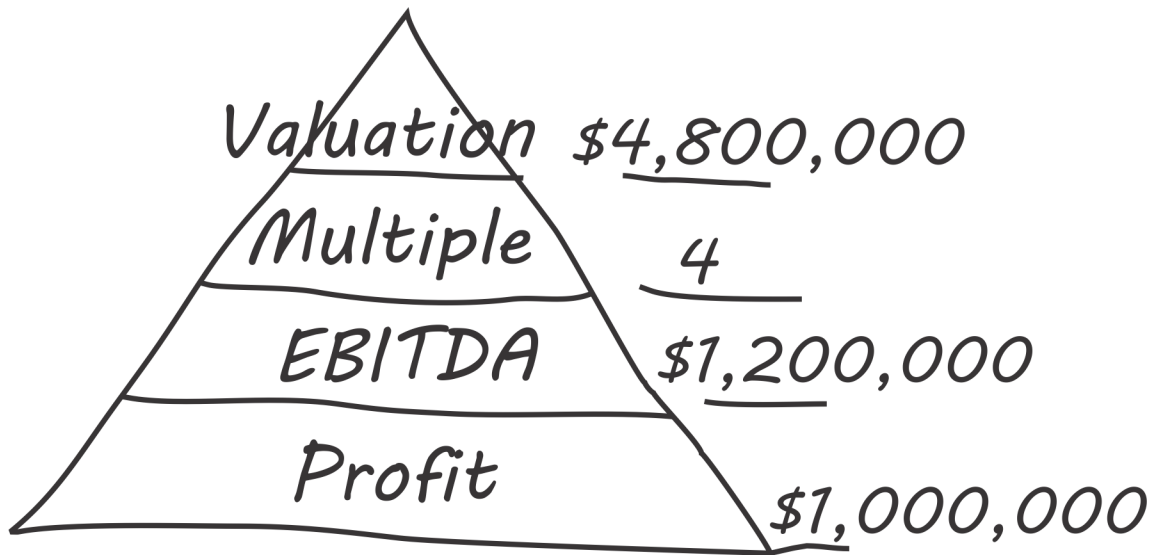 Valuation $4,800,000
Multiple 4
EBITDA $1,200,000
Profit $1,000,000